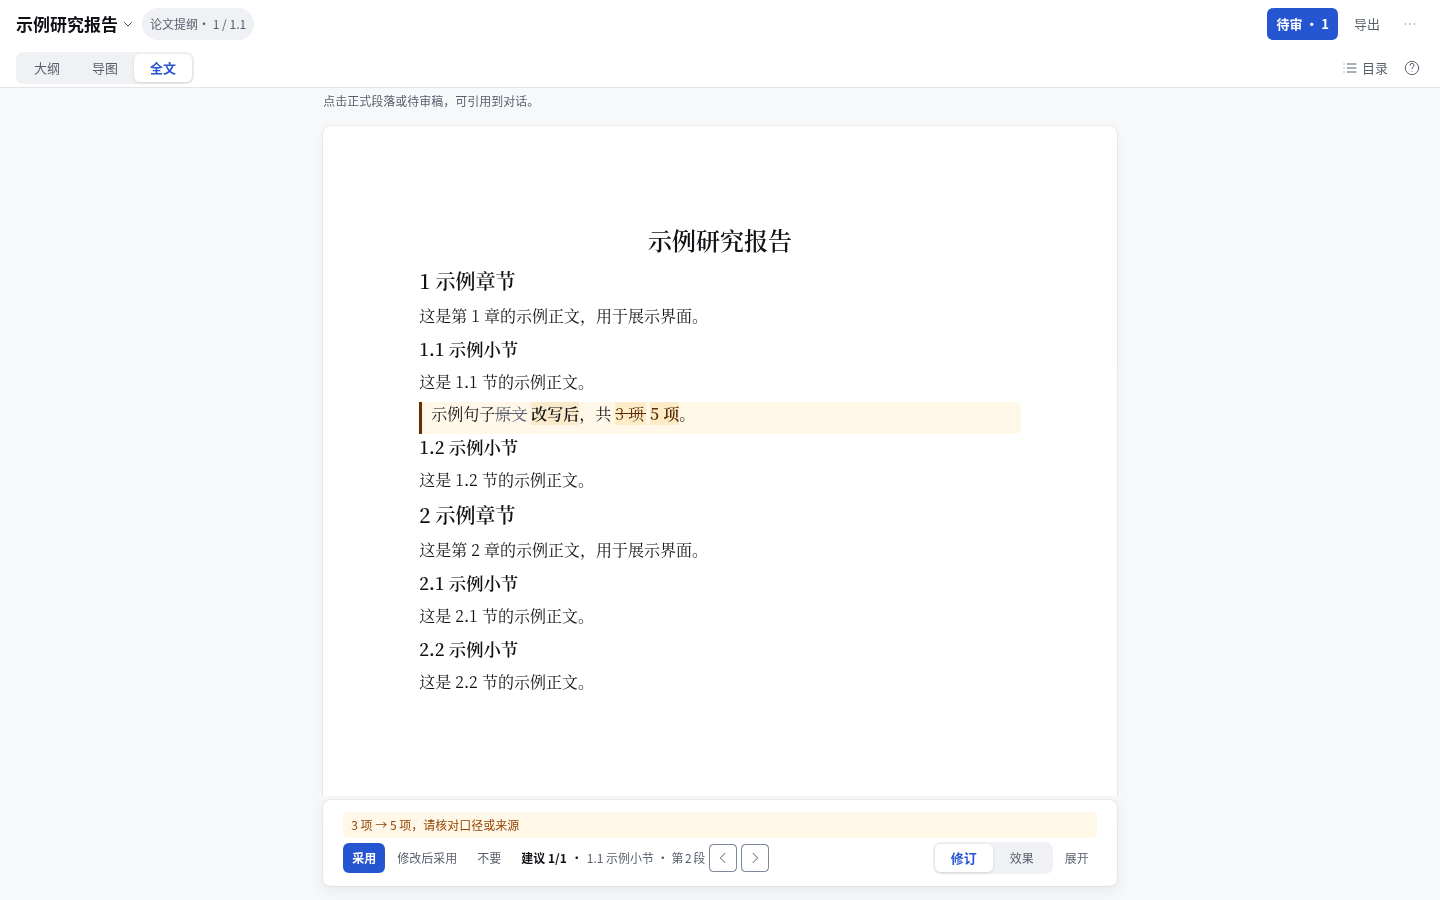 示例研究报告
论文提纲 · 1 / 1.1
待审 · 1
导出
···
大纲
导图
全文
目录
点击正式段落或待审稿，可引用到对话。
示例研究报告
1 示例章节
这是第 1 章的示例正文，用于展示界面。
1.1 示例小节
这是 1.1 节的示例正文。
示例句子原文 改写后，共 3 项 5 项。
1.2 示例小节
这是 1.2 节的示例正文。
2 示例章节
这是第 2 章的示例正文，用于展示界面。
2.1 示例小节
这是 2.1 节的示例正文。
2.2 示例小节
这是 2.2 节的示例正文。
3 项 → 5 项，请核对口径或来源
采用
修改后采用
不要
建议 1/1 · 1.1 示例小节 · 第 2 段
修订
效果
展开